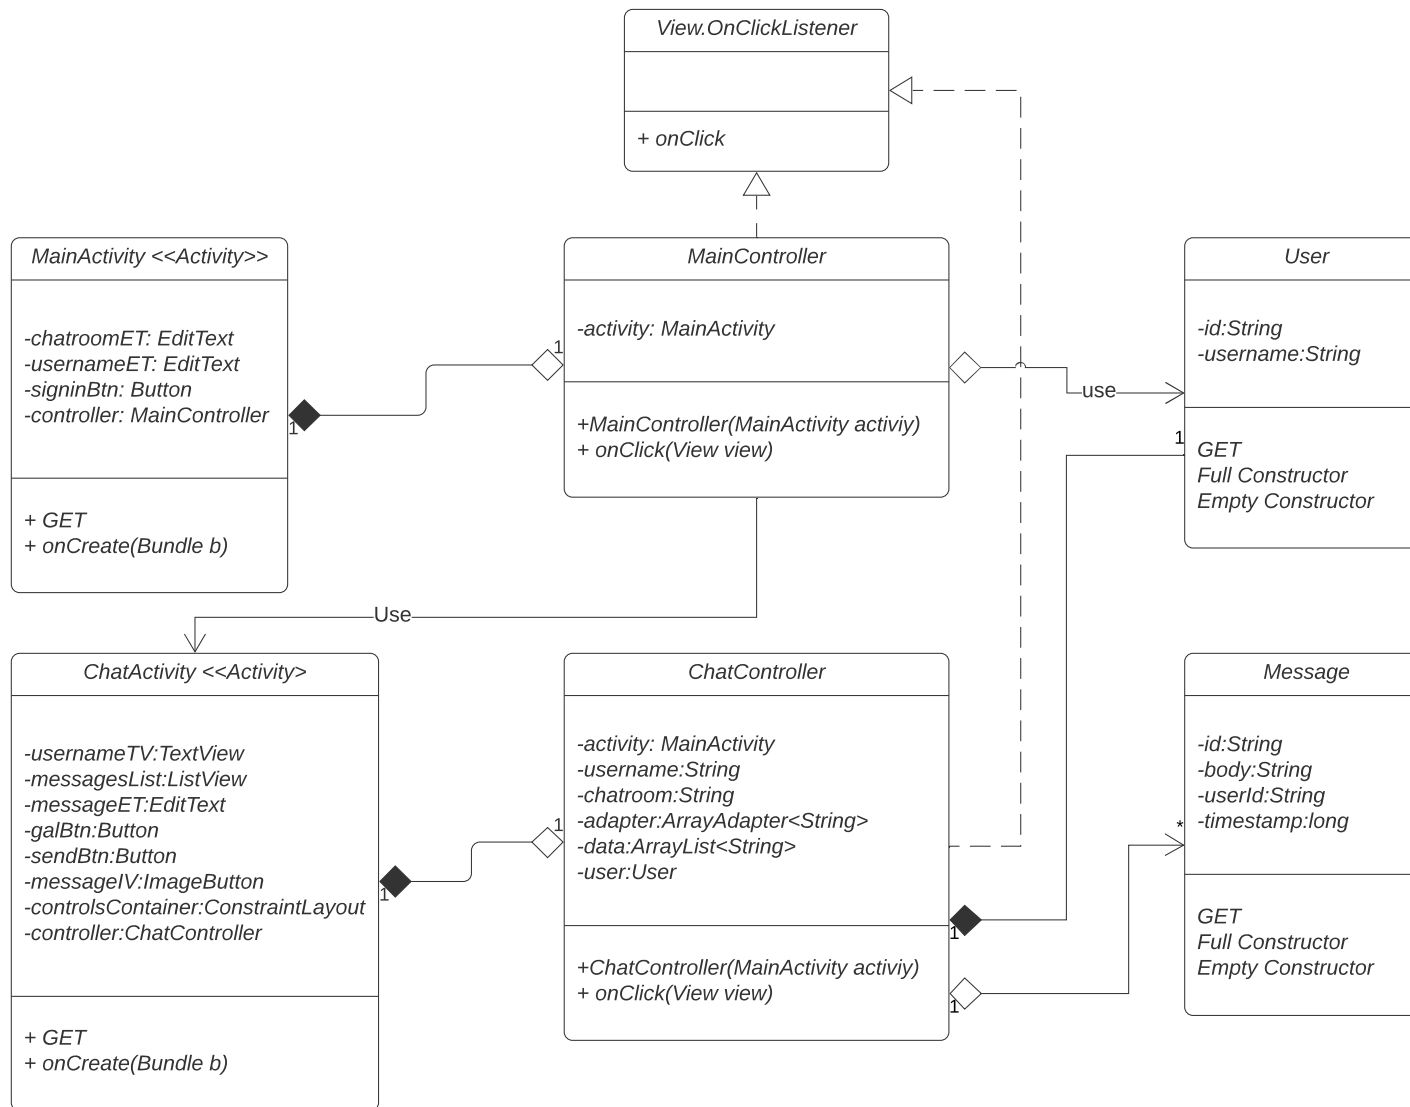 View.OnClickListener
+ onClick
MainActivity <<Activity>>
-chatroomET: EditText
-usernameET: EditText
-signinBtn: Button
-controller: MainController
+ GET
+ onCreate(Bundle b)
1
1
MainController
-activity: MainActivity
+MainController(MainActivity activiy)
+ onClick(View view)
use
User
-id:String
-username:String
GET
Full Constructor
Empty Constructor
1
Use
ChatActivity <<Activity>
-usernameTV:TextView
-messagesList:ListView
-messageET:EditText
-galBtn:Button
-sendBtn:Button
-messageIV:ImageButton
-controlsContainer:ConstraintLayout
-controller:ChatController
+ GET
+ onCreate(Bundle b)
1
1
ChatController
-activity: MainActivity
-username:String
-chatroom:String
-adapter:ArrayAdapter<String>
-data:ArrayList<String>
-user:User
+ChatController(MainActivity activiy)
+ onClick(View view)
1
1
*
Message
-id:String
-body:String
-userId:String
-timestamp:long
GET
Full Constructor
Empty Constructor